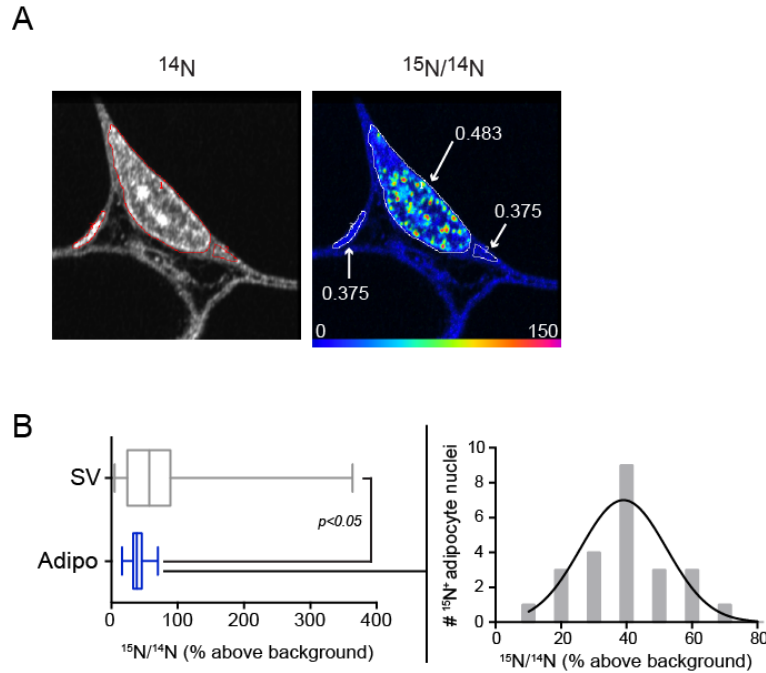 A
¹⁴N
¹⁵N/¹⁴N
1
0.483
0.375
0.375
0 150
B
SV
Adipo
p<0.05
0 100 200 300 400
¹⁵N/¹⁴N (% above background)
# ¹⁵N⁺ adipocyte nuclei
10
8
6
4
2
0
0 20 40 60 80
¹⁵N/¹⁴N (% above background)